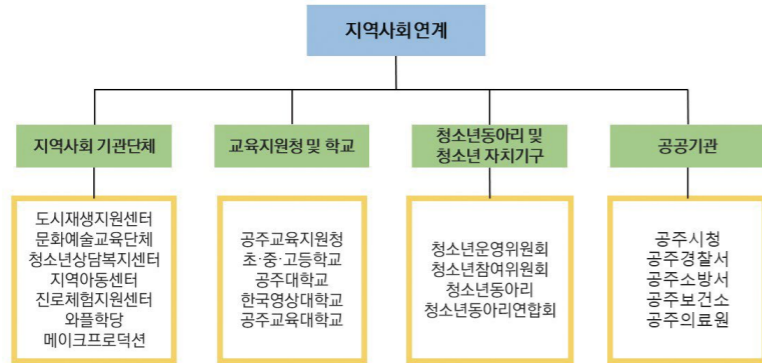 지역사회연계
지역사회 기관단체
교육지원청 및 학교
청소년동아리 및
청소년 자치기구
공공기관
도시재생지원센터
문화예술교육단체
청소년상담복지센터
지역아동센터
진로체험지원센터
와플학당
메이크프로덕션
공주교육지원청
초·중·고등학교
공주대학교
한국영상대학교
공주교육대학교
청소년운영위원회
청소년참여위원회
청소년동아리
청소년동아리연합회
공주시청
공주경찰서
공주소방서
공주보건소
공주의료원